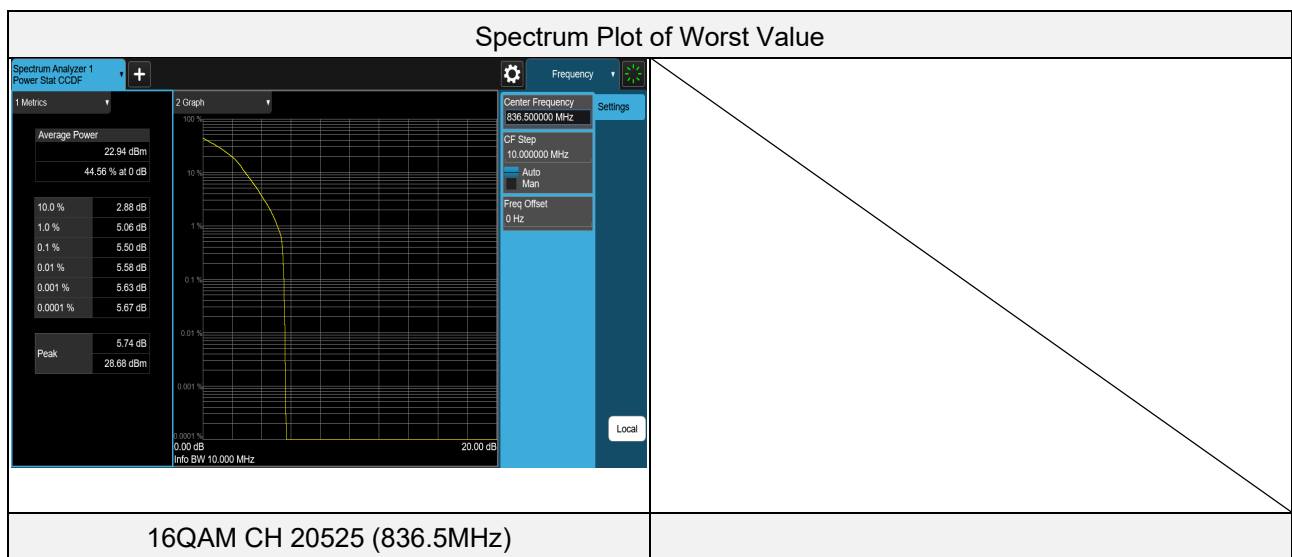 Spectrum Plot of Worst Value
Spectrum Analyzer 1
Power Stat CCDF
+
Frequency
1 Metrics
2 Graph
Center Frequency
836.500000 MHz
Settings
Average Power
22.94 dBm
44.56 % at 0 dB
CF Step
10.000000 MHz
Auto
Man
Freq Offset
0 Hz
10.0 % 2.88 dB
1.0 % 5.06 dB
0.1 % 5.50 dB
0.01 % 5.58 dB
0.001 % 5.63 dB
0.0001 % 5.67 dB
Peak
5.74 dB
28.68 dBm
100 %
10 %
1 %
0.1 %
0.01 %
0.001 %
0.0001 %
0.00 dB 20.00 dB
Info BW 10.000 MHz
Local
16QAM CH 20525 (836.5MHz)